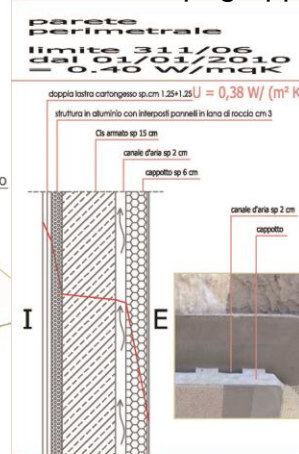 parete
perimetrale
limite 311/06
dal 01/01/2010
= 0.40 W/mqK
doppia lastra cartongesso sp.cm 1.25+1.25 U = 0,38 W/ (m² K
struttura in alluminio con interposti pannelli in lana di roccia cm 3
Cls armato sp 15 cm
canale d'aria sp 2 cm
cappotto sp 6 cm
canale d'aria sp 2 cm
cappotto
I E